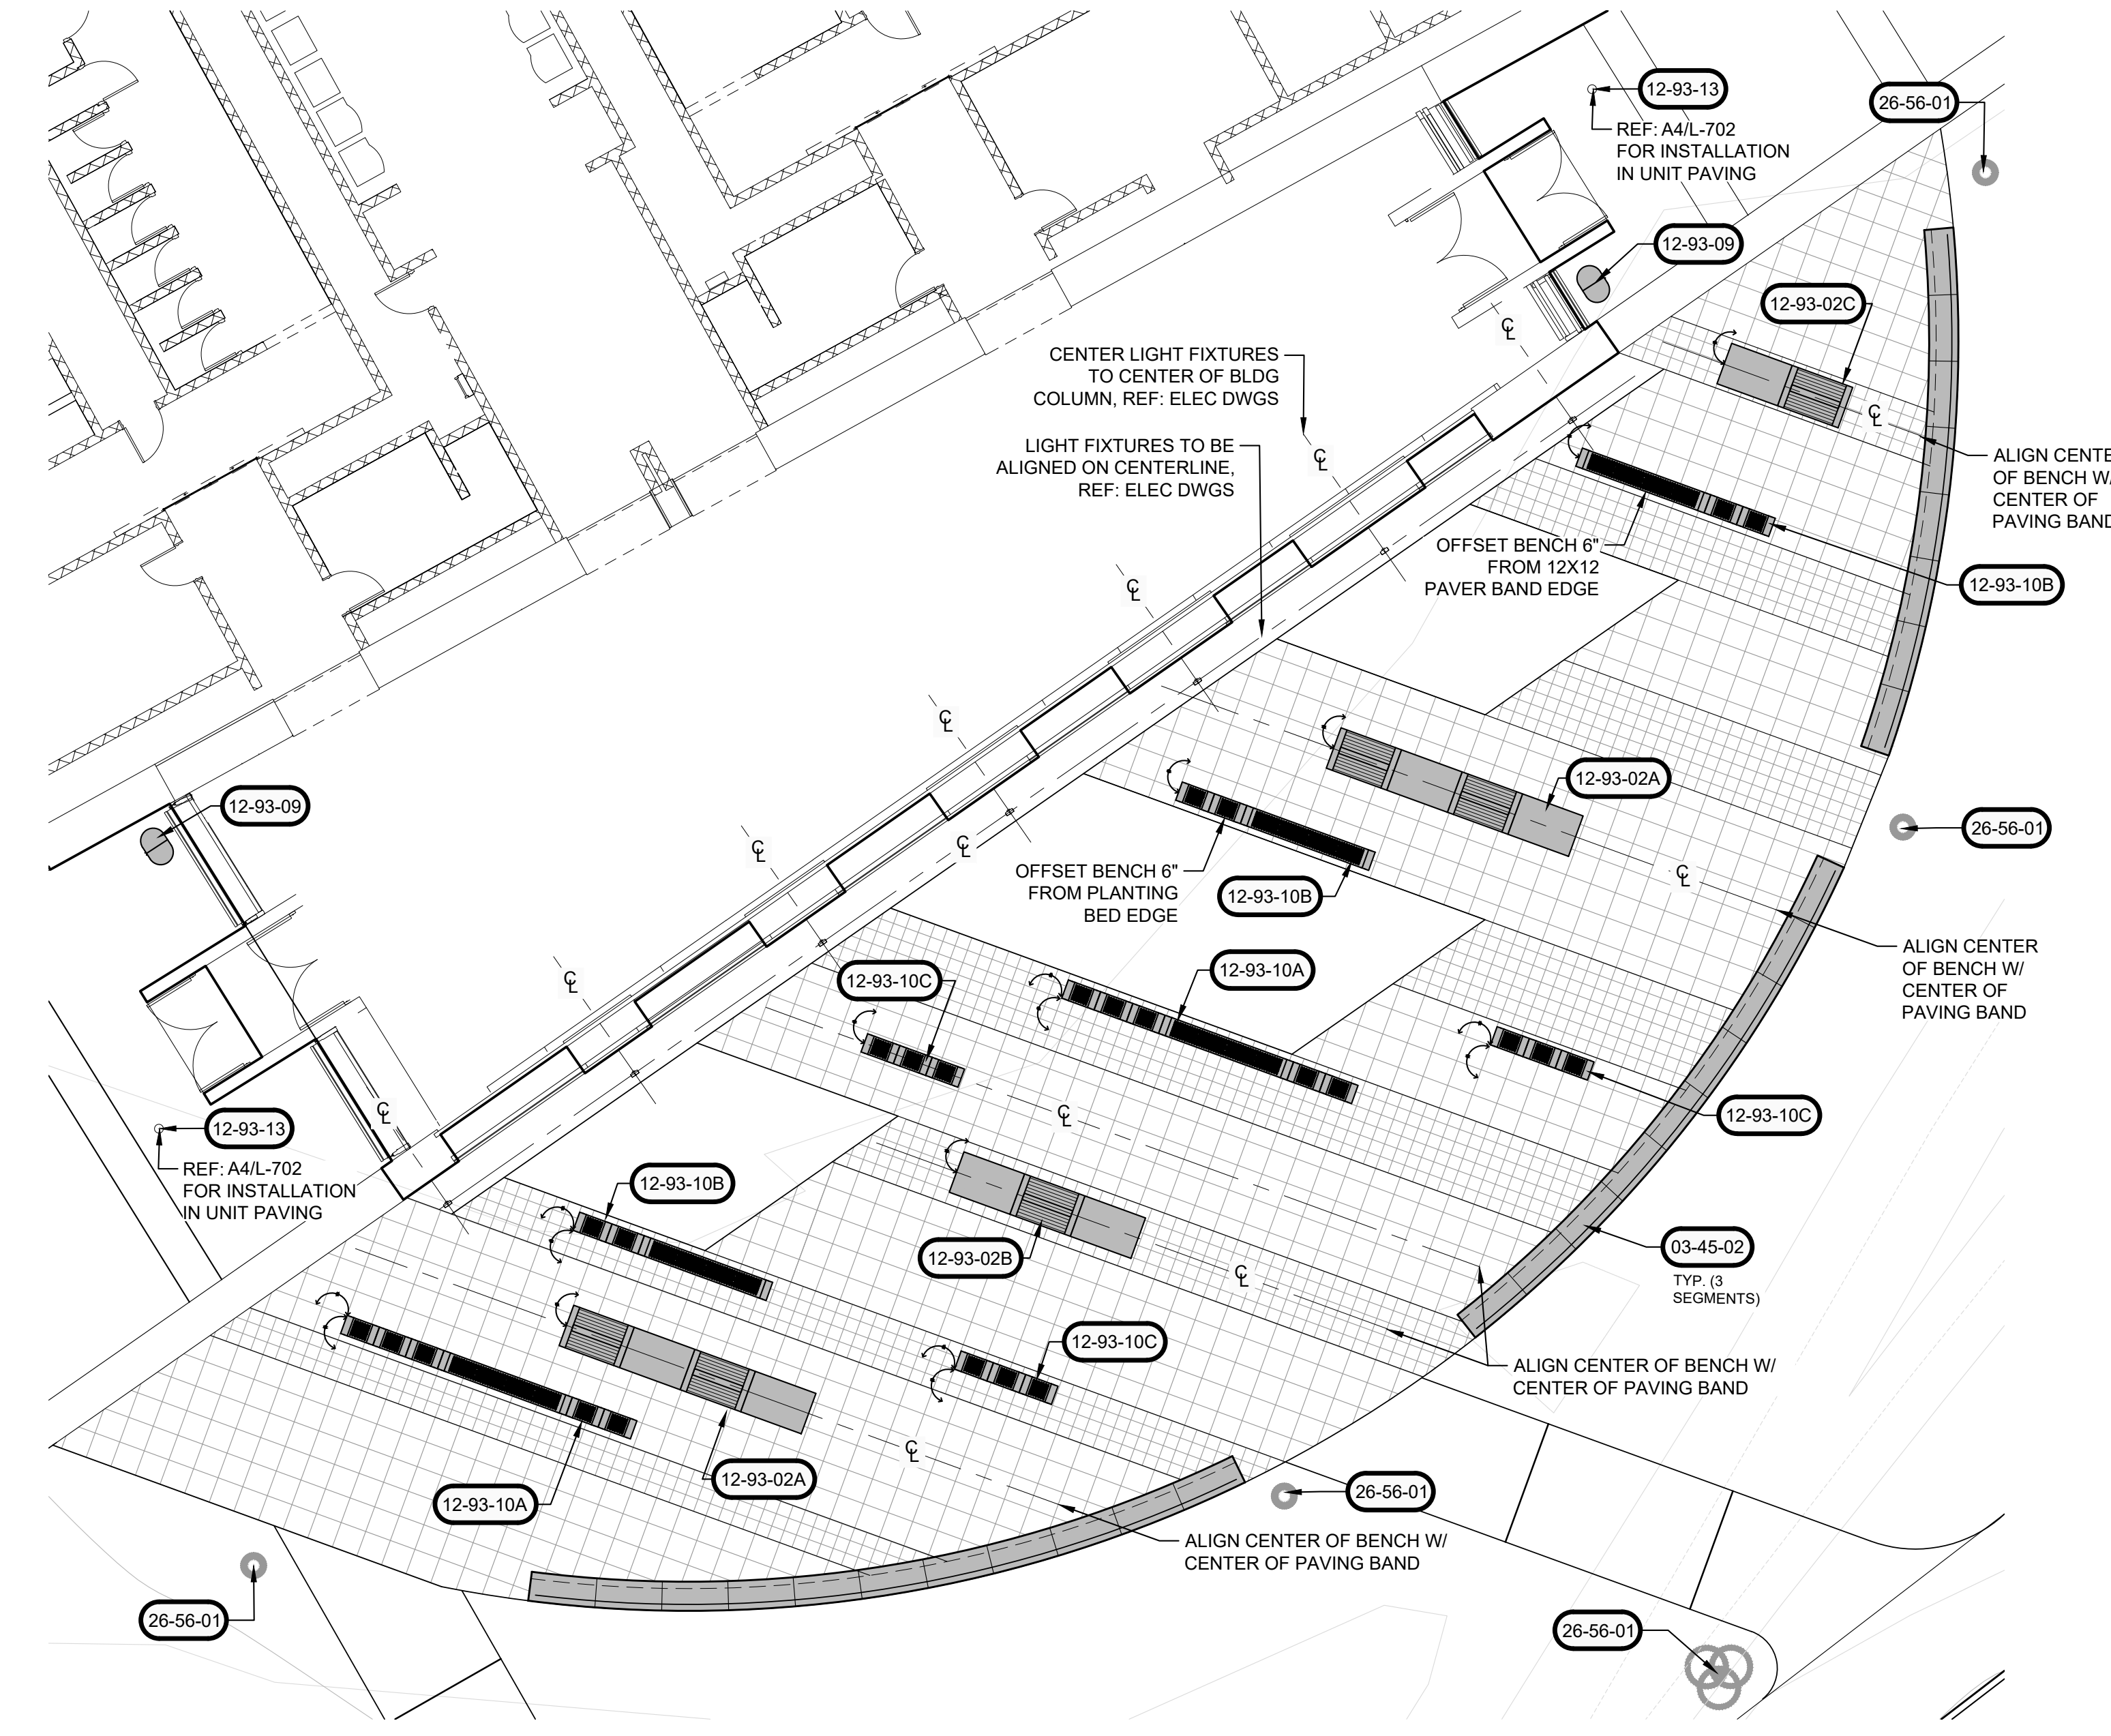 12-93-13
REF: A4/L-702
FOR INSTALLATION
IN UNIT PAVING
26-56-01
12-93-09
12-93-02C
℄
CENTER LIGHT FIXTURES
TO CENTER OF BLDG
COLUMN, REF: ELEC DWGS
℄
LIGHT FIXTURES TO BE
ALIGNED ON CENTERLINE,
REF: ELEC DWGS
℄
ALIGN CENTE
OF BENCH W/
CENTER OF
PAVING BAND
OFFSET BENCH 6"
FROM 12X12
PAVER BAND EDGE
12-93-10B
℄
℄
12-93-02A
12-93-09
26-56-01
℄
℄
℄
OFFSET BENCH 6"
FROM PLANTING
BED EDGE
12-93-10B
ALIGN CENTER
OF BENCH W/
CENTER OF
PAVING BAND
12-93-10C
12-93-10A
℄
12-93-10C
℄
℄
12-93-13
REF: A4/L-702
FOR INSTALLATION
IN UNIT PAVING
12-93-10B
12-93-02B
℄
03-45-02
TYP. (3
SEGMENTS)
12-93-10C
ALIGN CENTER OF BENCH W/
CENTER OF PAVING BAND
℄
12-93-02A
12-93-10A
26-56-01
ALIGN CENTER OF BENCH W/
CENTER OF PAVING BAND
26-56-01
26-56-01